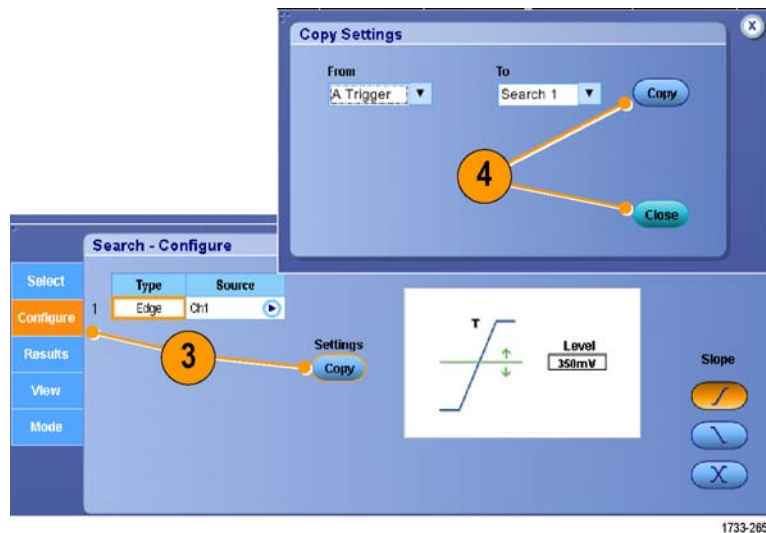 Copy Settings
x
From
To
A Trigger
Search 1
Copy
4
Close
Search - Configure
Select
Configure
Results
View
Mode
Type
Source
1
Edge
Ch1
3
Settings
Copy
T
Level
350mV
Slope
1733-265